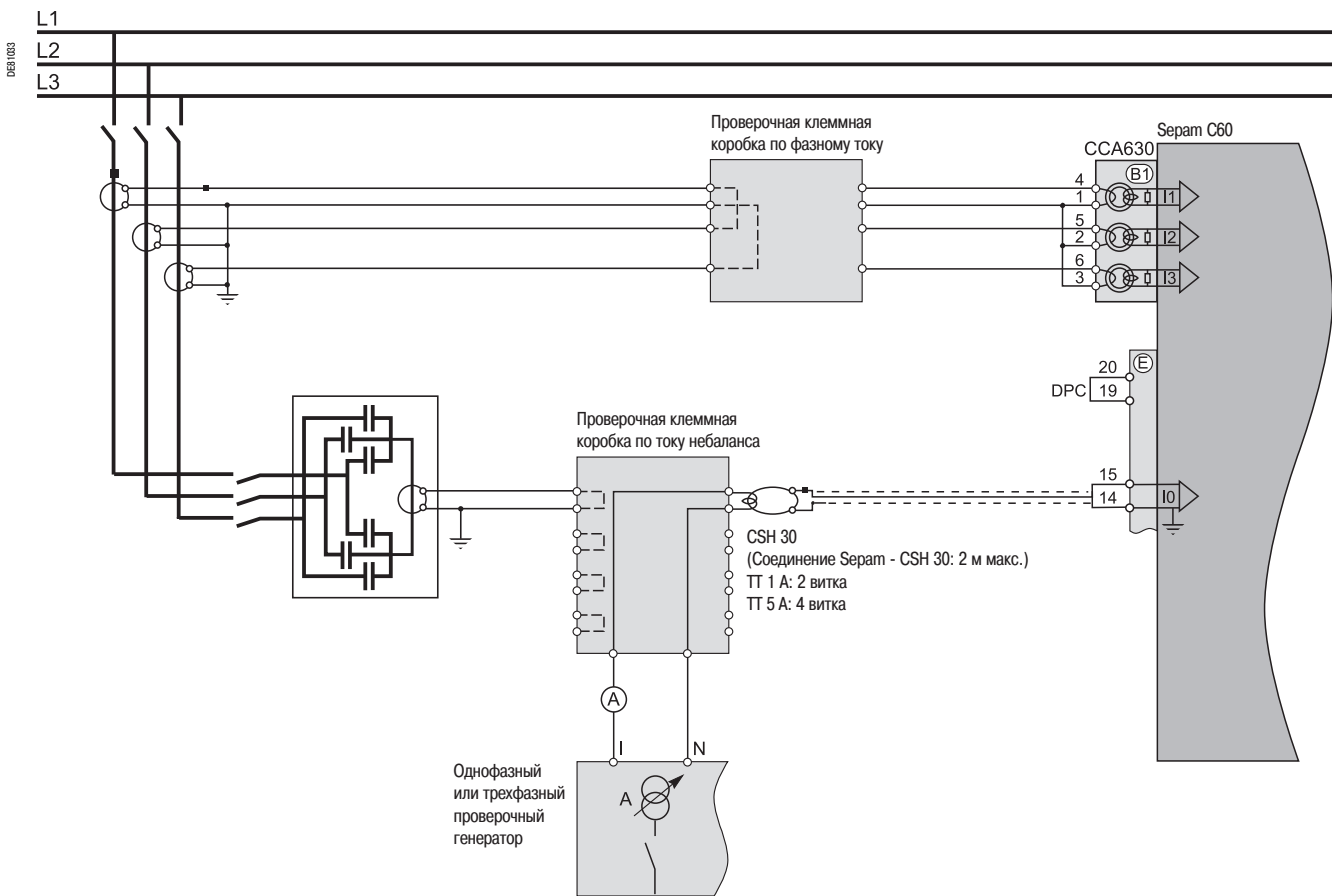 L1
DE81033
L2
L3
Проверочная клеммная
коробка по фазному току
Sepam C60
CCA630
B1
4
1
I1
5
2
I2
6
3
I3
E
20
DPC
19
Проверочная клеммная
коробка по току небаланса
15
14
I0
CSH 30
(Соединение Sepam - CSH 30: 2 м макс.)
ТТ 1 А: 2 витка
ТТ 5 А: 4 витка
A
I
N
Однофазный
или трехфазный
проверочный
генератор
A